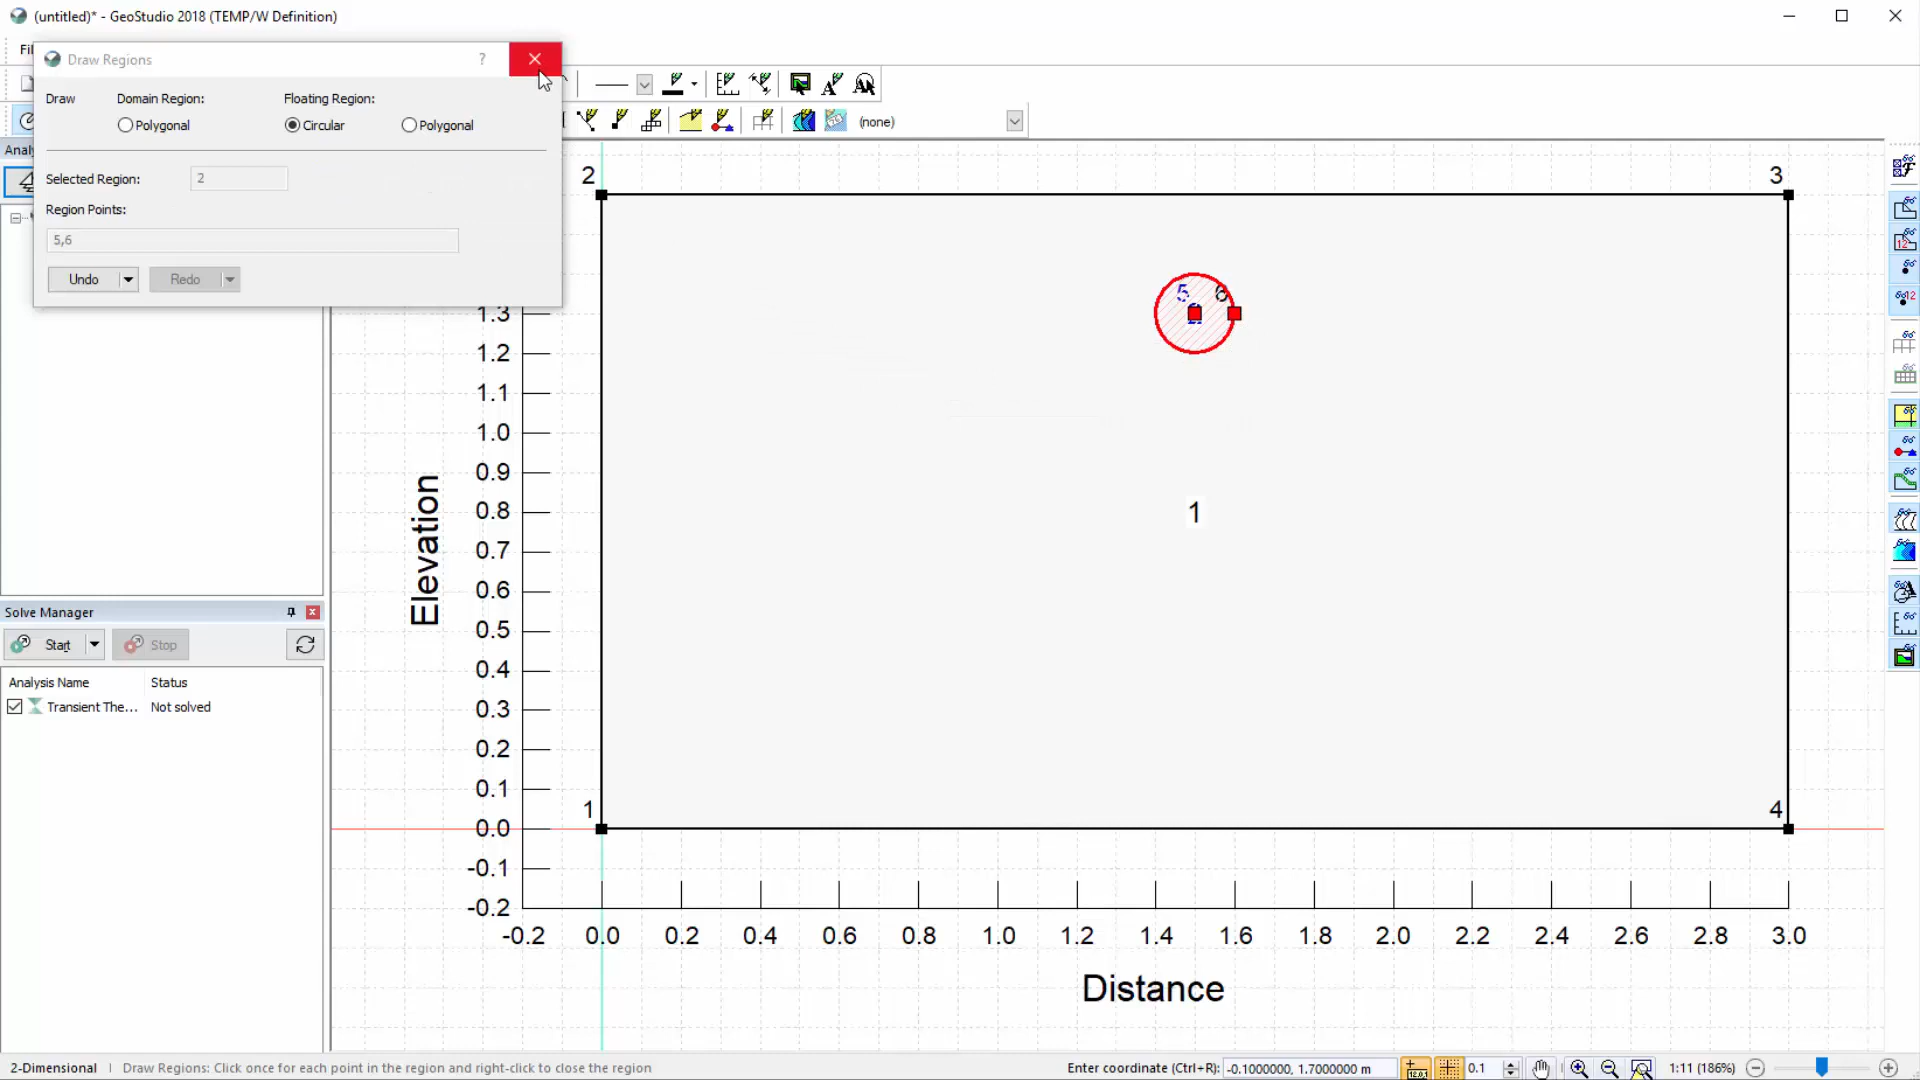 (untitled)* - GeoStudio 2018 (TEMP/W Definition)
Fil
Draw Regions
?
Draw
Domain Region:
Floating Region:
Polygonal
Circular
Polygonal
(none)
Anal
Selected Region:
2
Region Points:
5,6
Undo
Redo
2
3
5
6
1
1
4
1.3
1.2
1.1
1.0
0.9
0.8
0.7
0.6
0.5
0.4
0.3
0.2
0.1
0.0
-0.1
-0.2
Elevation
-0.2
0.0
0.2
0.4
0.6
0.8
1.0
1.2
1.4
1.6
1.8
2.0
2.2
2.4
2.6
2.8
3.0
Distance
Solve Manager
Start
Stop
Analysis Name
Status
Transient The...
Not solved
2-Dimensional
Draw Regions: Click once for each point in the region and right-click to close the region
Enter coordinate (Ctrl+R):
-0.1000000, 1.7000000 m
0.1
1:11 (186%)